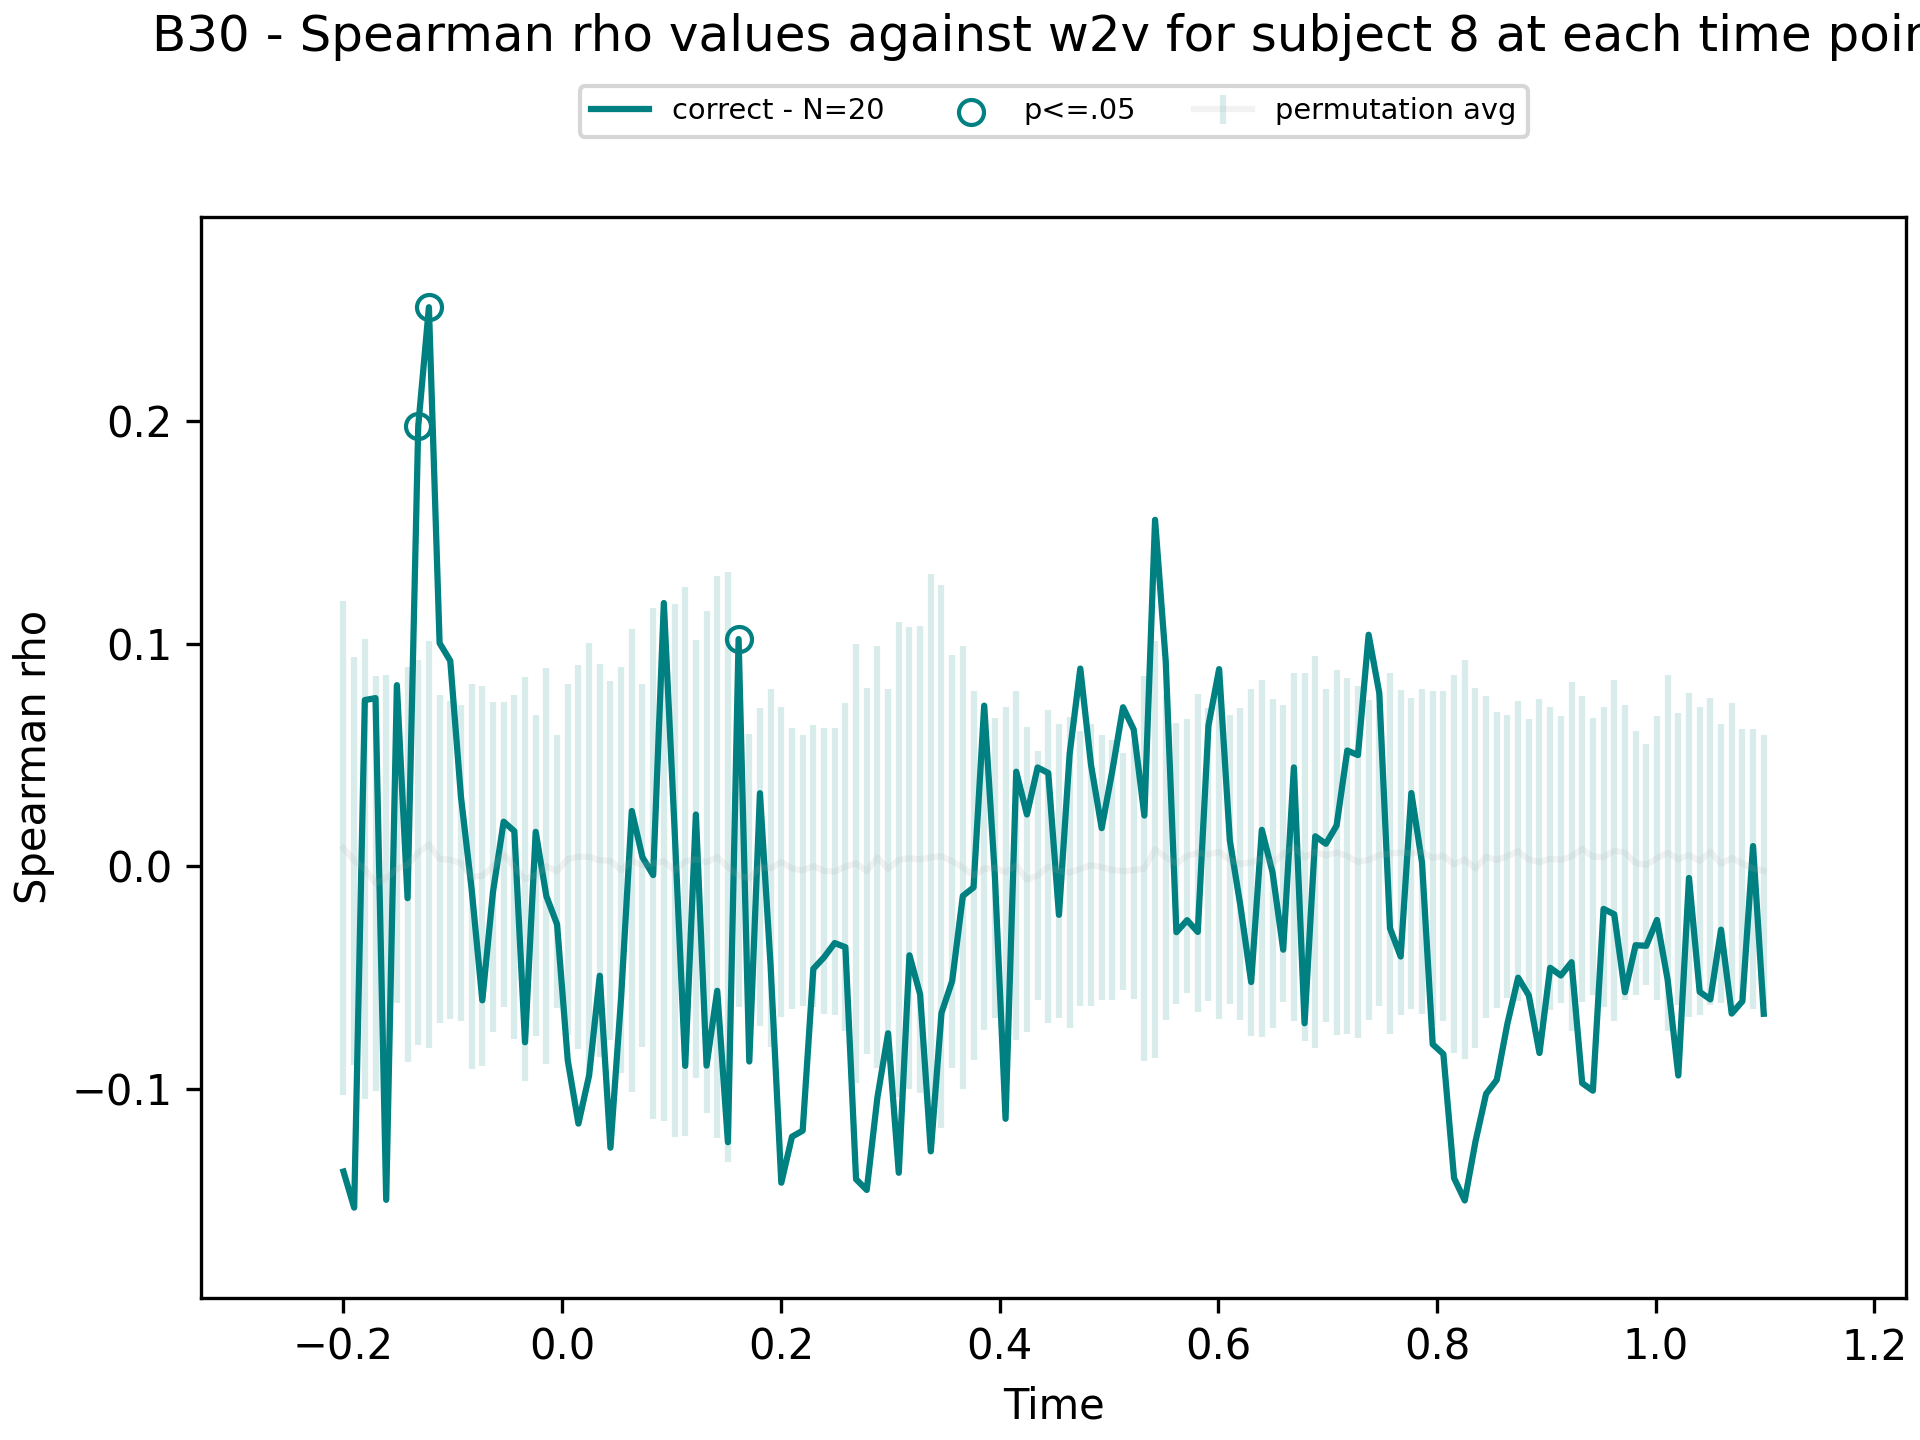 B30 - Spearman rho values against w2v for subject 8 at each time poin
correct - N=20 p<=.05 permutation avg
Spearman rho
0.2
0.1
0.0
−0.1
−0.2 0.0 0.2 0.4 0.6 0.8 1.0 1.2
Time